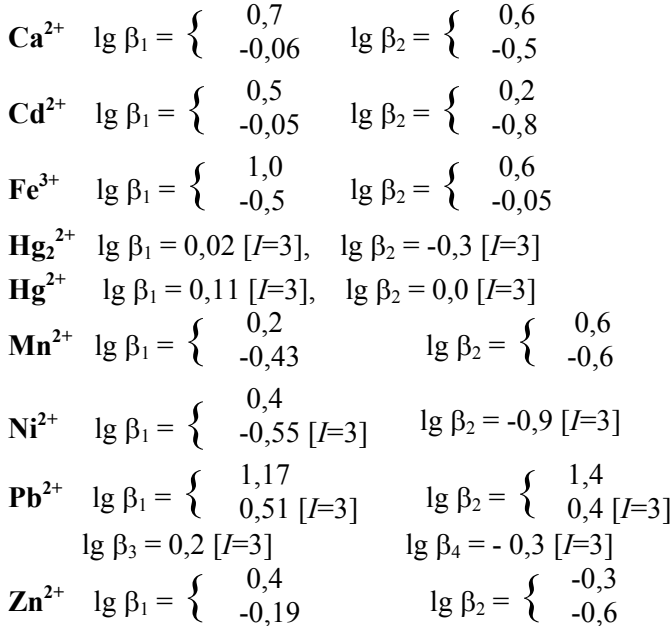 Ca²⁺ lg β₁ = { 0,7 lg β₂ = { 0,6
-0,06 -0,5
Cd²⁺ lg β₁ = { 0,5 lg β₂ = { 0,2
-0,05 -0,8
Fe³⁺ lg β₁ = { 1,0 lg β₂ = { 0,6
-0,5 -0,05
Hg₂²⁺ lg β₁ = 0,02 [I=3], lg β₂ = -0,3 [I=3]
Hg²⁺ lg β₁ = 0,11 [I=3], lg β₂ = 0,0 [I=3]
Mn²⁺ lg β₁ = { 0,2 lg β₂ = { 0,6
-0,43 -0,6
Ni²⁺ lg β₁ = { 0,4 lg β₂ = -0,9 [I=3]
-0,55 [I=3]
Pb²⁺ lg β₁ = { 1,17 lg β₂ = { 1,4
0,51 [I=3] 0,4 [I=3]
lg β₃ = 0,2 [I=3] lg β₄ = - 0,3 [I=3]
Zn²⁺ lg β₁ = { 0,4 lg β₂ = { -0,3
-0,19 -0,6